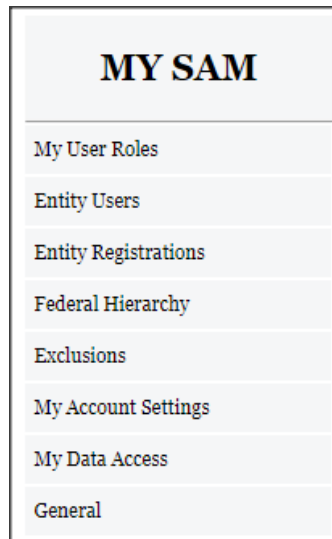 MY SAM
My User Roles
Entity Users
Entity Registrations
Federal Hierarchy
Exclusions
My Account Settings
My Data Access
General